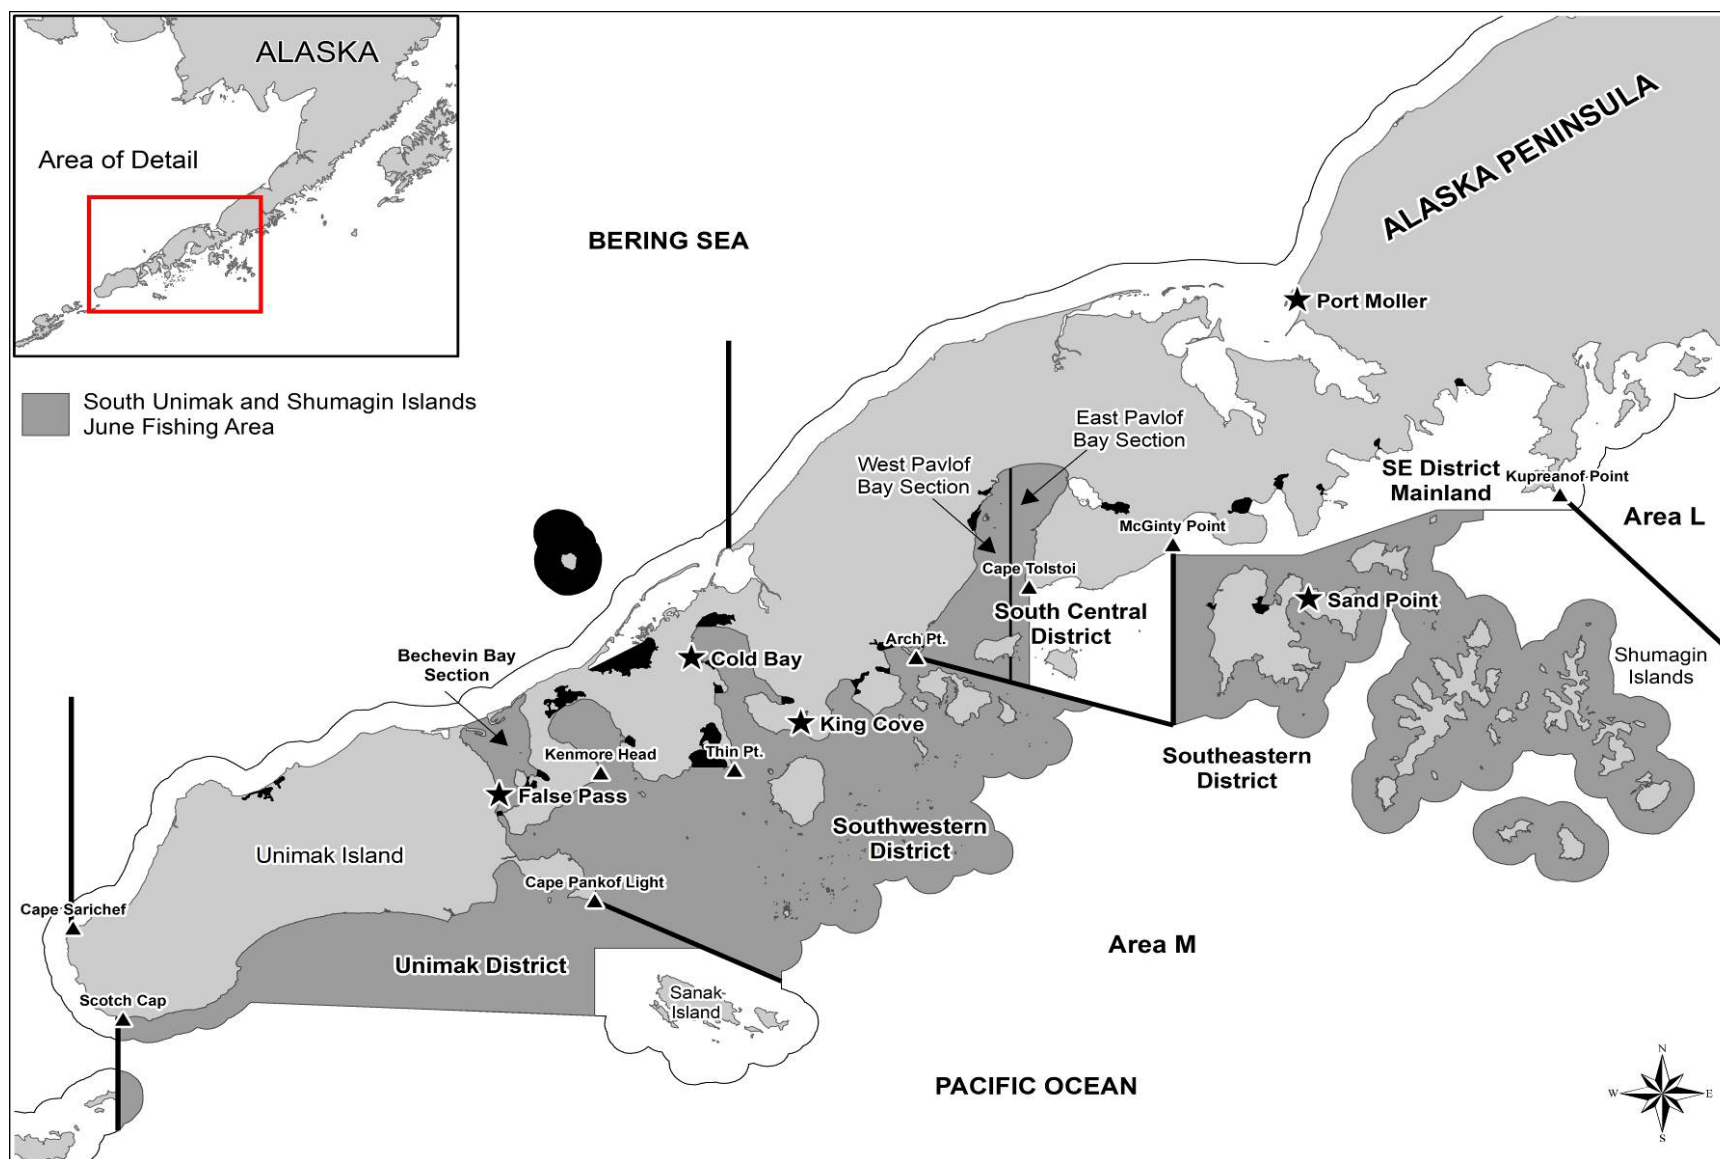 ALASKA
Area of Detail
South Unimak and Shumagin Islands
June Fishing Area
BERING SEA
ALASKA PENINSULA
Port Moller
East Pavlof
Bay Section
West Pavlof
Bay Section
SE District
Mainland
Kupreanof Point
Area L
McGinty Point
Cape Tolstoi
South Central
District
Sand Point
Arch Pt.
Shumagin
Islands
Bechevin Bay
Section
Cold Bay
King Cove
Kenmore Head
Thin Pt.
Southeastern
District
False Pass
Southwestern
District
Unimak Island
Cape Pankof Light
Cape Sarichef
Area M
Unimak District
Scotch Cap
Sanak
Island
PACIFIC OCEAN
N
W
E
S